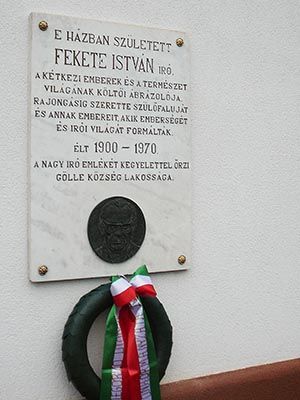 E HÁZBAN SZÜLETETT
FEKETE ISTVÁN ÍRÓ,
A KÉTKEZI EMBEREK ÉS A TERMÉSZET
VILÁGÁNAK KÖLTŐI ÁBRÁZOLÓJA,
RAJONGÁSIG SZERETTE SZÜLŐFALUJÁT
ÉS ANNAK EMBEREIT, AKIK EMBERSÉGÉT
ÉS ÍRÓI VILÁGÁT FORMÁLTÁK.
ÉLT 1900 – 1970.
A NAGY ÍRÓ EMLÉKÉT KEGYELETTEL ŐRZI
GÖLLE KÖZSÉG LAKOSSÁGA.